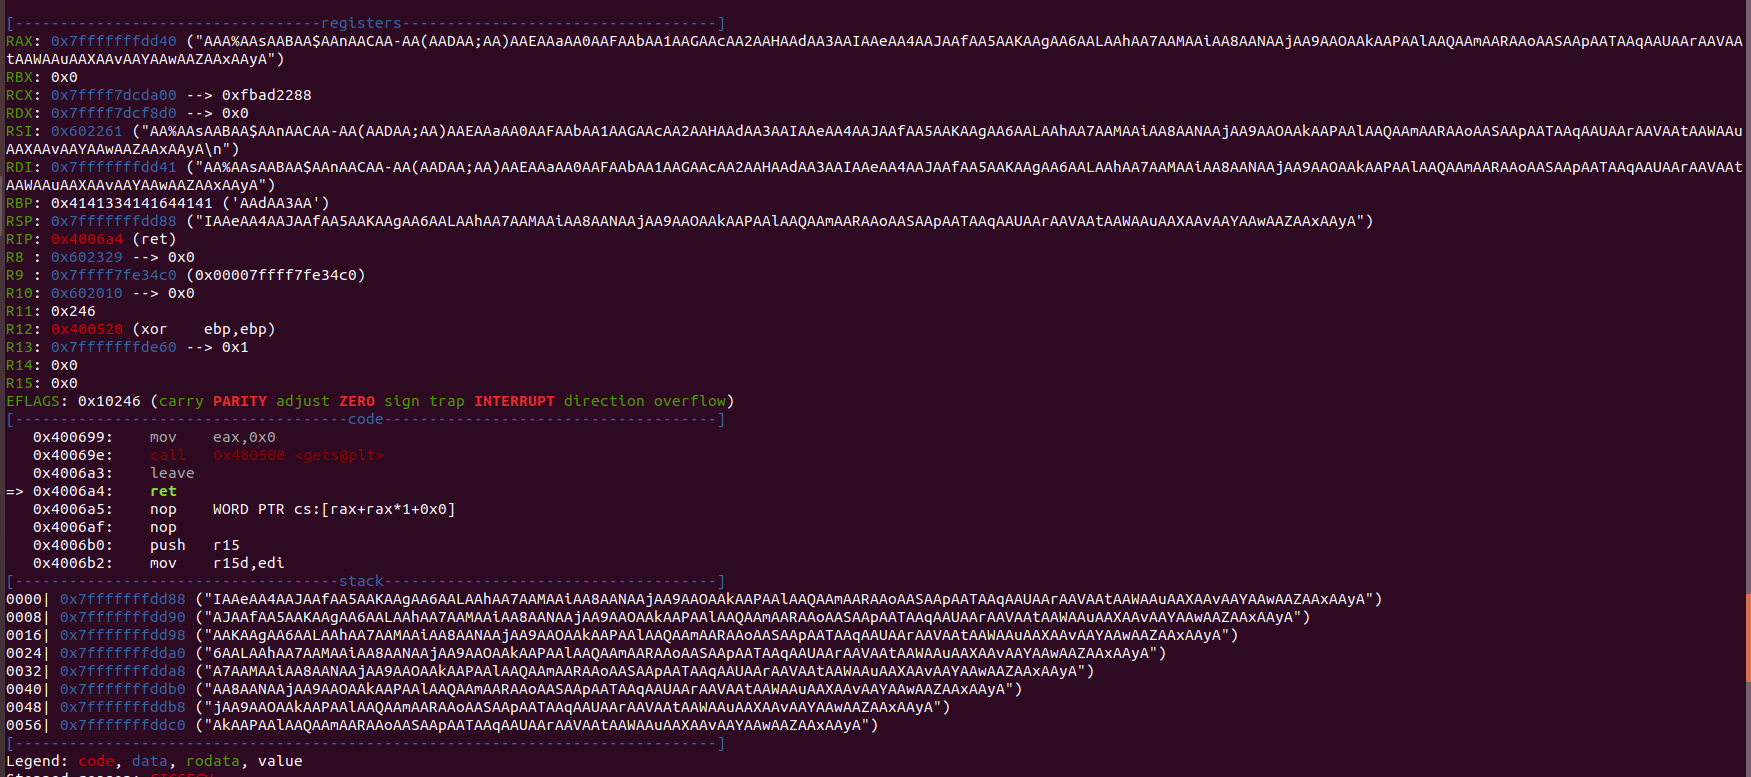 [----------------------------------registers-----------------------------------]
RAX: 0x7fffffffdd40 ("AAA%AAsAABAA$AAnAACAA-AA(AADAA;AA)AAEAAaAA0AAFAAbAA1AAGAAcAA2AAHAAdAA3AAIAAeAA4AAJAAfAA5AAKAAgAA6AALAAhAA7AAMAAiAA8AANAAjAA9AAOAAkAAPAAlAAQAAmAARAAoAASAApAATAAqAAUAArAAVAA
tAAWAAuAAXAAvAAYAAwAAZAAxAAyA")
RBX: 0x0
RCX: 0x7ffff7dcda00 --> 0xfbad2288
RDX: 0x7ffff7dcf8d0 --> 0x0
RSI: 0x602261 ("AA%AAsAABAA$AAnAACAA-AA(AADAA;AA)AAEAAaAA0AAFAAbAA1AAGAAcAA2AAHAAdAA3AAIAAeAA4AAJAAfAA5AAKAAgAA6AALAAhAA7AAMAAiAA8AANAAjAA9AAOAAkAAPAAlAAQAAmAARAAoAASAApAATAAqAAUAArAAVAAtAAWAAu
AAXAAvAAYAAwAAZAAxAAyA\n")
RDI: 0x7fffffffdd41 ("AA%AAsAABAA$AAnAACAA-AA(AADAA;AA)AAEAAaAA0AAFAAbAA1AAGAAcAA2AAHAAdAA3AAIAAeAA4AAJAAfAA5AAKAAgAA6AALAAhAA7AAMAAiAA8AANAAjAA9AAOAAkAAPAAlAAQAAmAARAAoAASAApAATAAqAAUAArAAVAAt
AAWAAuAAXAAvAAYAAwAAZAAxAAyA")
RBP: 0x4141334141644141 ('AAdAA3AA')
RSP: 0x7fffffffdd88 ("IAAeAA4AAJAAfAA5AAKAAgAA6AALAAhAA7AAMAAiAA8AANAAjAA9AAOAAkAAPAAlAAQAAmAARAAoAASAApAATAAqAAUAArAAVAAtAAWAAuAAXAAvAAYAAwAAZAAxAAyA")
RIP: 0x4006a4 (ret)
R8 : 0x602329 --> 0x0
R9 : 0x7ffff7fe34c0 (0x00007ffff7fe34c0)
R10: 0x602010 --> 0x0
R11: 0x246
R12: 0x400520 (xor    ebp,ebp)
R13: 0x7fffffffde60 --> 0x1
R14: 0x0
R15: 0x0
EFLAGS: 0x10246 (carry PARITY adjust ZERO sign trap INTERRUPT direction overflow)
[-------------------------------------code-------------------------------------]
   0x400699:    mov    eax,0x0
   0x40069e:    call   0x400500 <gets@plt>
   0x4006a3:    leave
=> 0x4006a4:    ret
   0x4006a5:    nop    WORD PTR cs:[rax+rax*1+0x0]
   0x4006af:    nop
   0x4006b0:    push   r15
   0x4006b2:    mov    r15d,edi
[------------------------------------stack-------------------------------------]
0000| 0x7fffffffdd88 ("IAAeAA4AAJAAfAA5AAKAAgAA6AALAAhAA7AAMAAiAA8AANAAjAA9AAOAAkAAPAAlAAQAAmAARAAoAASAApAATAAqAAUAArAAVAAtAAWAAuAAXAAvAAYAAwAAZAAxAAyA")
0008| 0x7fffffffdd90 ("AJAAfAA5AAKAAgAA6AALAAhAA7AAMAAiAA8AANAAjAA9AAOAAkAAPAAlAAQAAmAARAAoAASAApAATAAqAAUAArAAVAAtAAWAAuAAXAAvAAYAAwAAZAAxAAyA")
0016| 0x7fffffffdd98 ("AAKAAgAA6AALAAhAA7AAMAAiAA8AANAAjAA9AAOAAkAAPAAlAAQAAmAARAAoAASAApAATAAqAAUAArAAVAAtAAWAAuAAXAAvAAYAAwAAZAAxAAyA")
0024| 0x7fffffffdda0 ("6AALAAhAA7AAMAAiAA8AANAAjAA9AAOAAkAAPAAlAAQAAmAARAAoAASAApAATAAqAAUAArAAVAAtAAWAAuAAXAAvAAYAAwAAZAAxAAyA")
0032| 0x7fffffffdda8 ("A7AAMAAiAA8AANAAjAA9AAOAAkAAPAAlAAQAAmAARAAoAASAApAATAAqAAUAArAAVAAtAAWAAuAAXAAvAAYAAwAAZAAxAAyA")
0040| 0x7fffffffddb0 ("AA8AANAAjAA9AAOAAkAAPAAlAAQAAmAARAAoAASAApAATAAqAAUAArAAVAAtAAWAAuAAXAAvAAYAAwAAZAAxAAyA")
0048| 0x7fffffffddb8 ("jAA9AAOAAkAAPAAlAAQAAmAARAAoAASAApAATAAqAAUAArAAVAAtAAWAAuAAXAAvAAYAAwAAZAAxAAyA")
0056| 0x7fffffffddc0 ("AkAAPAAlAAQAAmAARAAoAASAApAATAAqAAUAArAAVAAtAAWAAuAAXAAvAAYAAwAAZAAxAAyA")
[------------------------------------------------------------------------------]
Legend: code, data, rodata, value